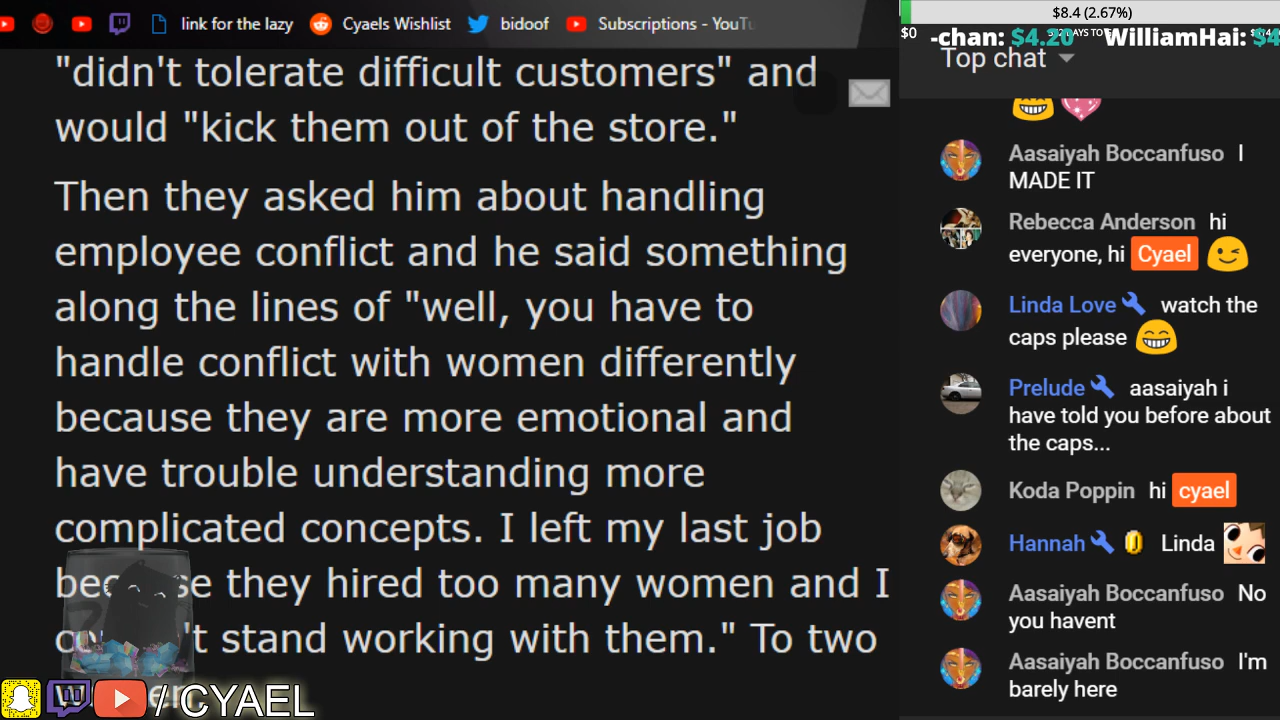 link for the lazy Cyaels Wishlist bidoof Subscriptions - YouTu
"didn't tolerate difficult customers" and
would "kick them out of the store."
Then they asked him about handling
employee conflict and he said something
along the lines of "well, you have to
handle conflict with women differently
because they are more emotional and
have trouble understanding more
complicated concepts. I left my last job
because they hired too many women and I
couldn't stand working with them." To two
women
/ CYAEL
$8.4 (2.67%)
$0
-chan: $4.20 WilliamHai: $4
Top chat
Aasaiyah Boccanfuso I
MADE IT
Rebecca Anderson hi
everyone, hi Cyael
Linda Love watch the
caps please
Prelude aasaiyah i
have told you before about
the caps...
Koda Poppin hi cyael
Hannah Linda
Aasaiyah Boccanfuso No
you havent
Aasaiyah Boccanfuso I'm
barely here